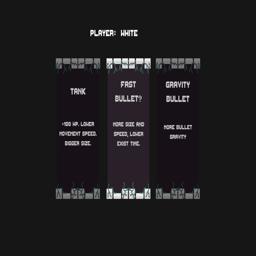 PLAYER: WHITE
TANK
+100 HP, LOWER
MOVEMENT SPEED,
BIGGER SIZE.
FAST
BULLET?
MORE SIZE AND
SPEED, LOWER
EXIST TIME.
GRAVITY
BULLET
MORE BULLET
GRAVITY